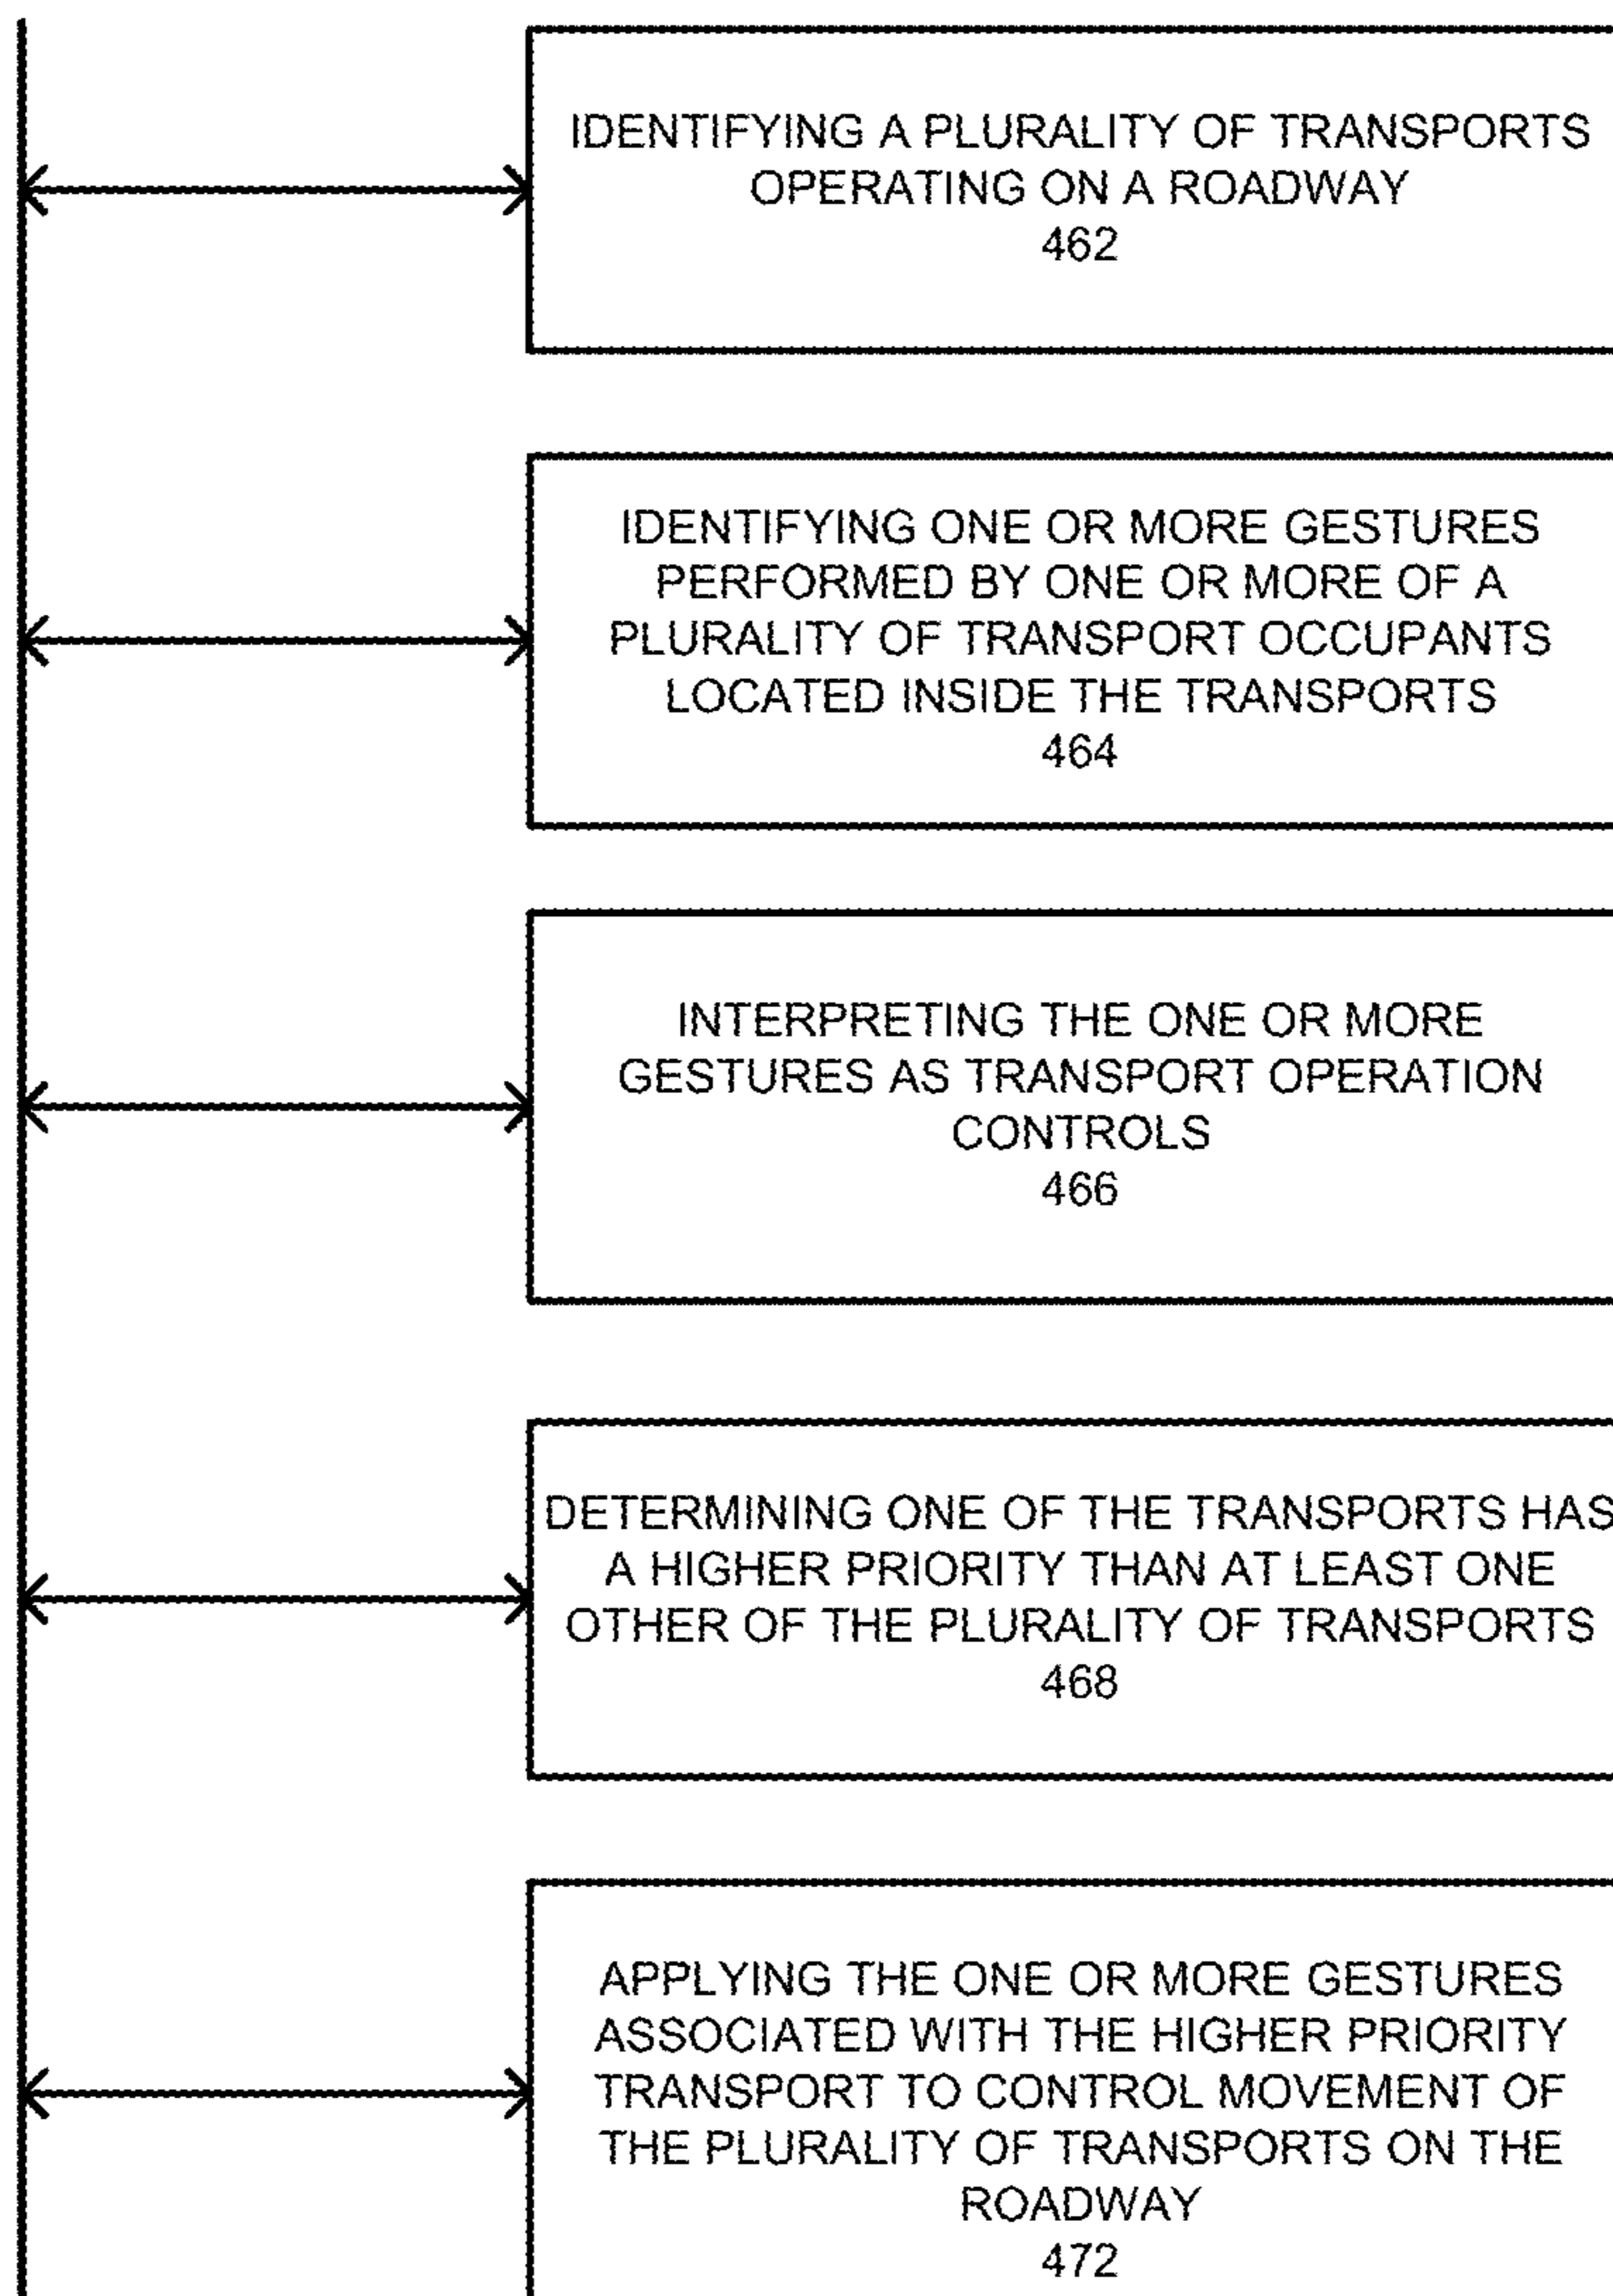 IDENTIFYING A PLURALITY OF TRANSPORTS
OPERATING ON A ROADWAY
462
IDENTIFYING ONE OR MORE GESTURES
PERFORMED BY ONE OR MORE OF A
PLURALITY OF TRANSPORT OCCUPANTS
LOCATED INSIDE THE TRANSPORTS
464
INTERPRETING THE ONE OR MORE
GESTURES AS TRANSPORT OPERATION
CONTROLS
466
DETERMINING ONE OF THE TRANSPORTS HAS
A HIGHER PRIORITY THAN AT LEAST ONE
OTHER OF THE PLURALITY OF TRANSPORTS
468
APPLYING THE ONE OR MORE GESTURES
ASSOCIATED WITH THE HIGHER PRIORITY
TRANSPORT TO CONTROL MOVEMENT OF
THE PLURALITY OF TRANSPORTS ON THE
ROADWAY
472